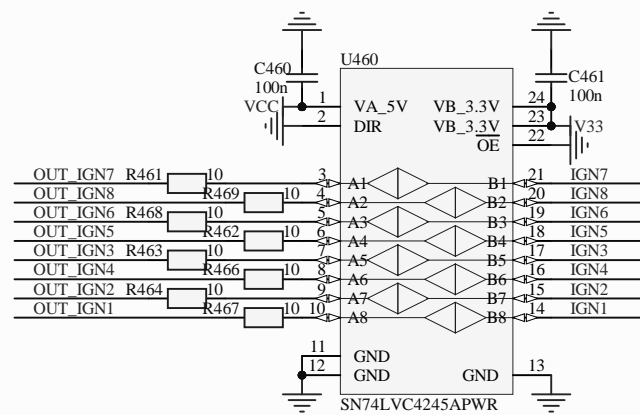 U460
C460
100n
C461
100n
VCC 1 VA_5V VB_3.3V 24
2 DIR VB_3.3V 23 V33
OE 22
OUT_IGN7 R461 10 3 A1 B1 21 IGN7
OUT_IGN8 R469 10 4 A2 B2 20 IGN8
OUT_IGN6 R468 10 5 A3 B3 19 IGN6
OUT_IGN5 R462 10 6 A4 B4 18 IGN5
OUT_IGN3 R463 10 7 A5 B5 17 IGN3
OUT_IGN4 R466 10 8 A6 B6 16 IGN4
OUT_IGN2 R464 10 9 A7 B7 15 IGN2
OUT_IGN1 R467 10 10 A8 B8 14 IGN1
11 GND
12 GND GND 13
SN74LVC4245APWR